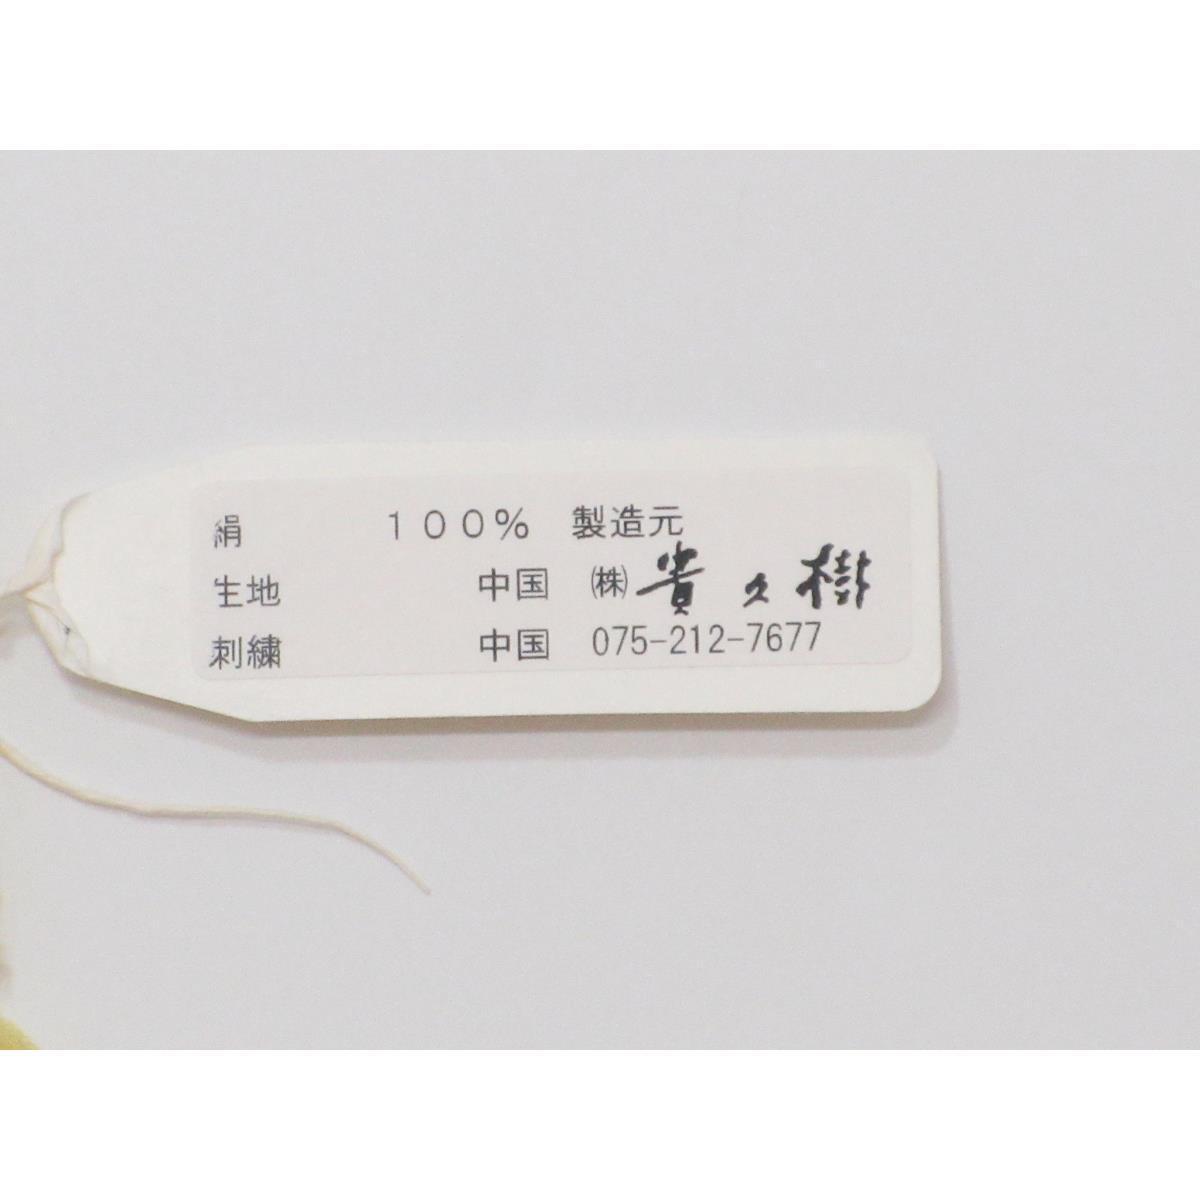 絹 １００％ 製造元
生地 中国 ㈱貴久樹
刺繍 中国 075-212-7677